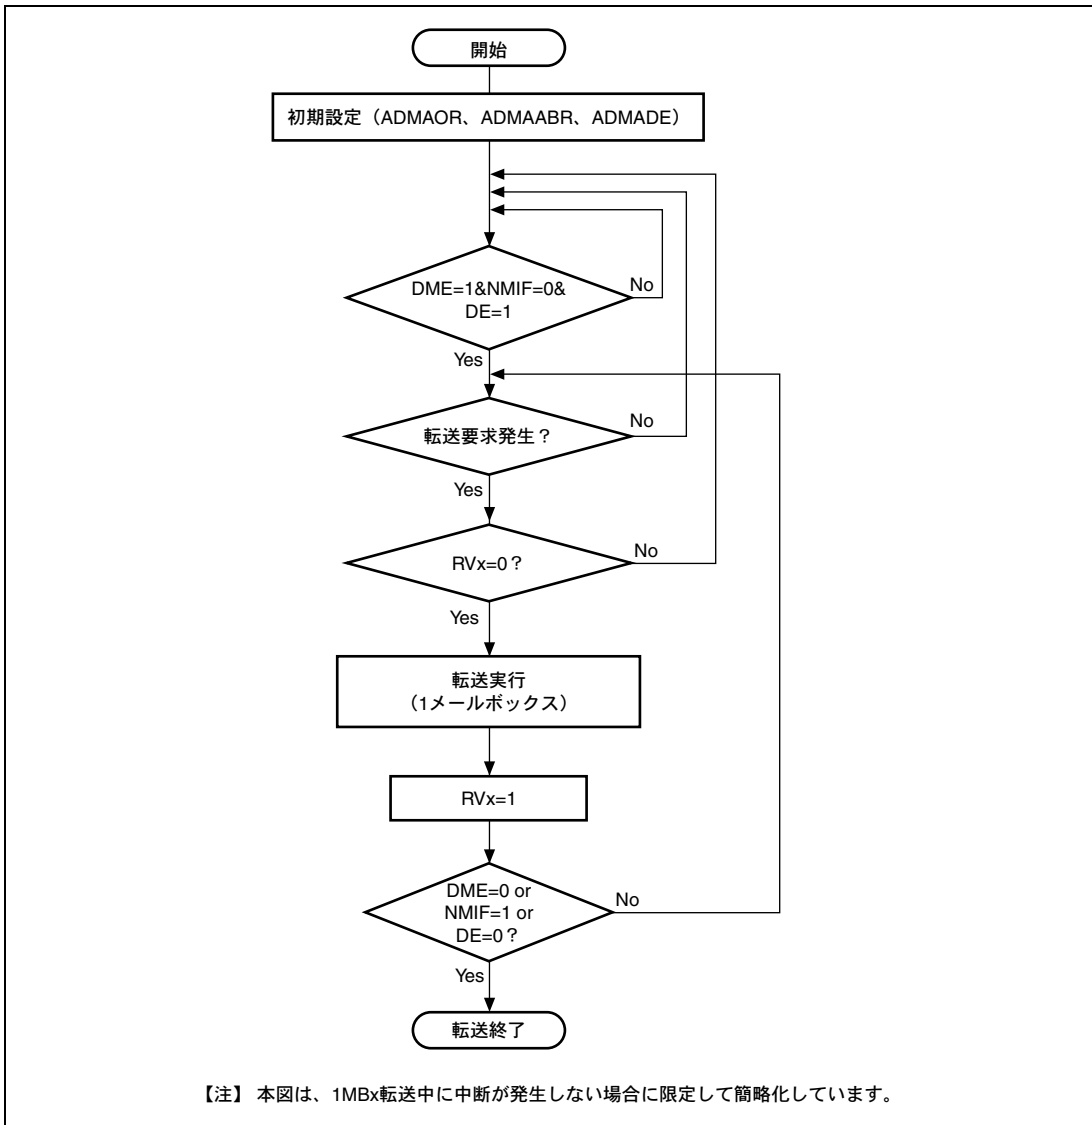 開始
初期設定（ADMAOR、ADMAABR、ADMADE）
DME=1&NMIF=0&
DE=1
No
Yes
転送要求発生？
No
Yes
RVx=0？
No
Yes
転送実行
（1メールボックス）
RVx=1
DME=0 or
NMIF=1 or
DE=0？
No
Yes
転送終了
【注】 本図は、1MBx転送中に中断が発生しない場合に限定して簡略化しています。